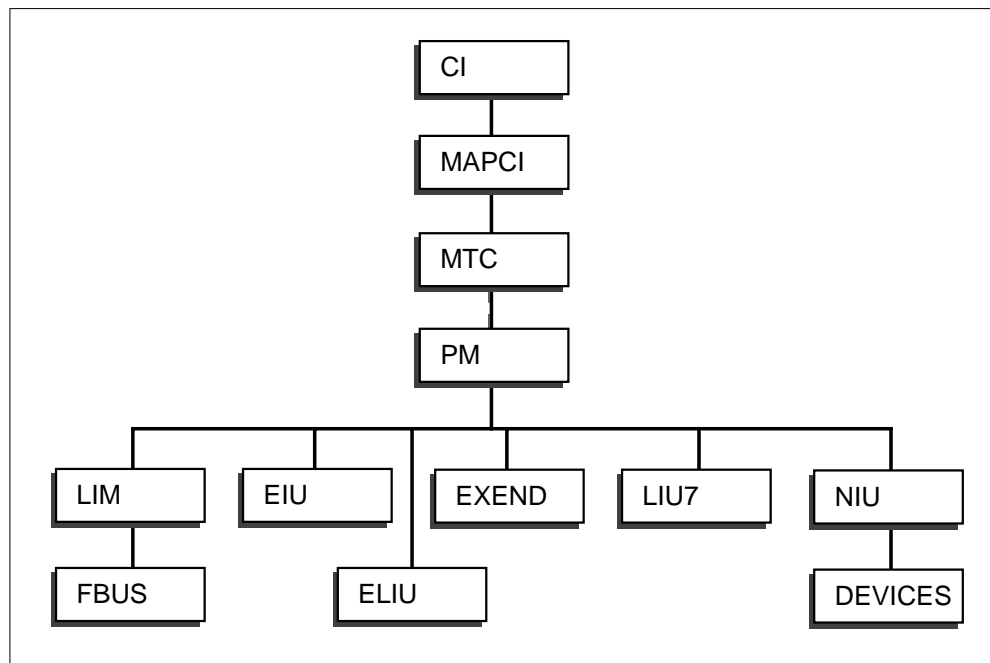 CI
MAPCI
MTC
PM
LIM
EIU
EXEND
LIU7
NIU
FBUS
ELIU
DEVICES